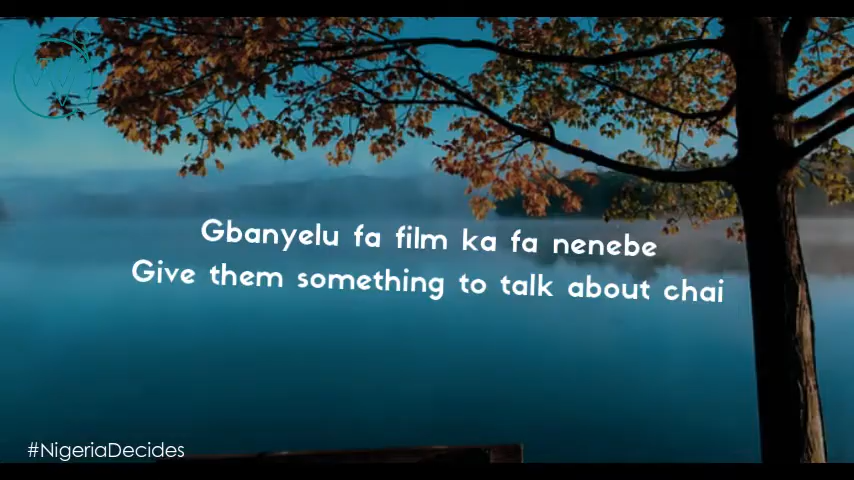 Gbanyelu fa film ka fa nenebe
Give them something to talk about chai
#NigeriaDecides